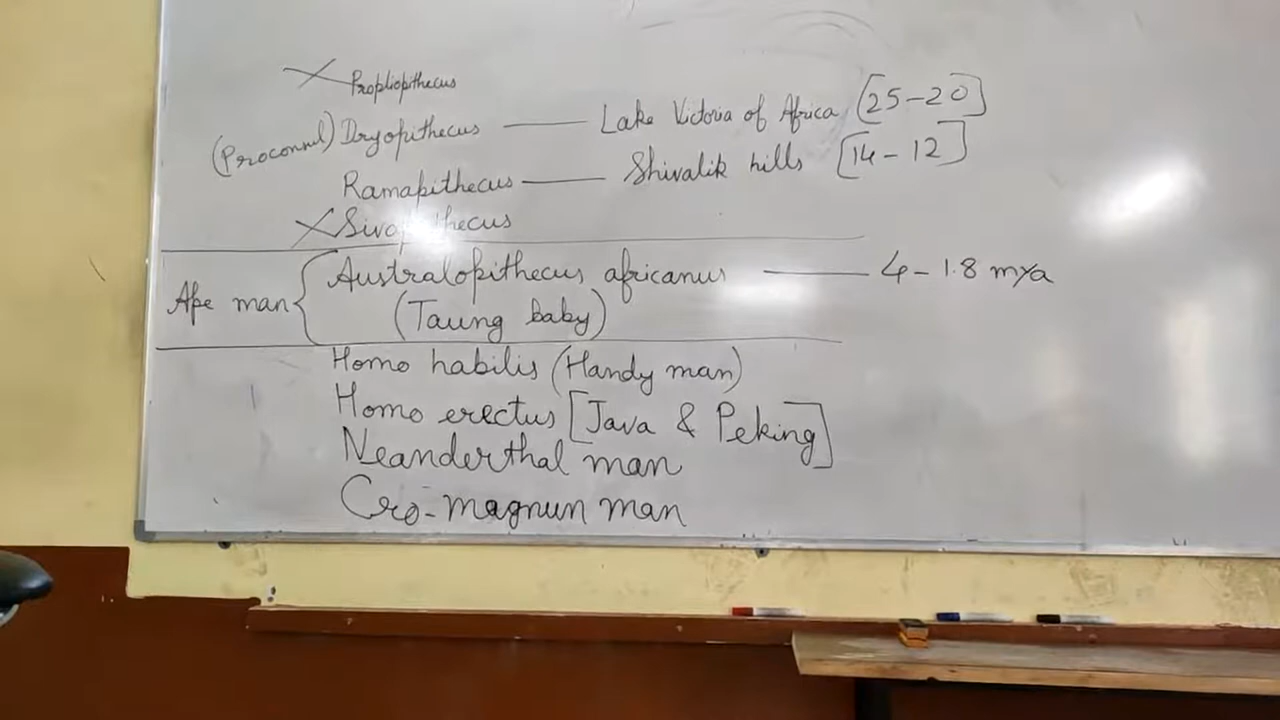 Propliopithecus
(Proconsul) Dryopithecus — Lake Victoria of Africa [25-20]
Ramapithecus — Shivalik hills [14-12]
Sivapithecus
Ape man { Australopithecus africanus — 4-1.8 mya
(Taung baby)
Homo habilis (Handy man)
Homo erectus [Java & Peking]
Neanderthal man
Cro-magnun man